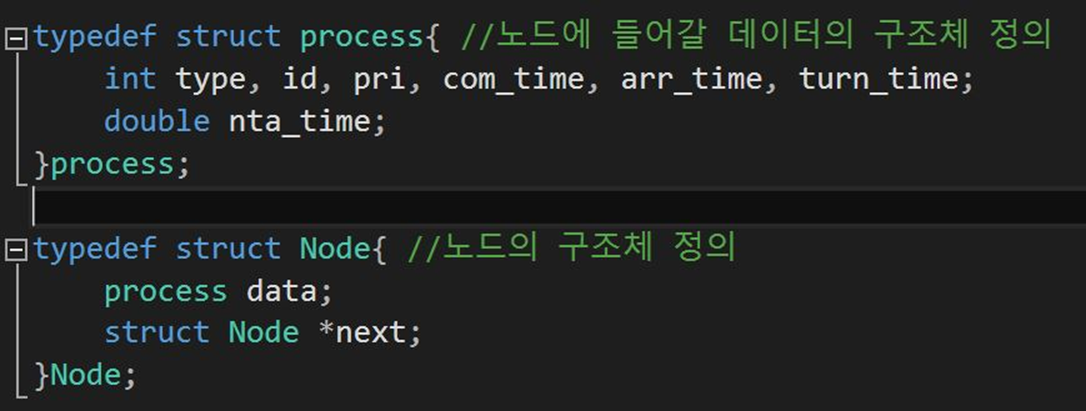 typedef struct process{ //노드에 들어갈 데이터의 구조체 정의
    int type, id, pri, com_time, arr_time, turn_time;
    double nta_time;
}process;
typedef struct Node{ //노드의 구조체 정의
    process data;
    struct Node *next;
}Node;